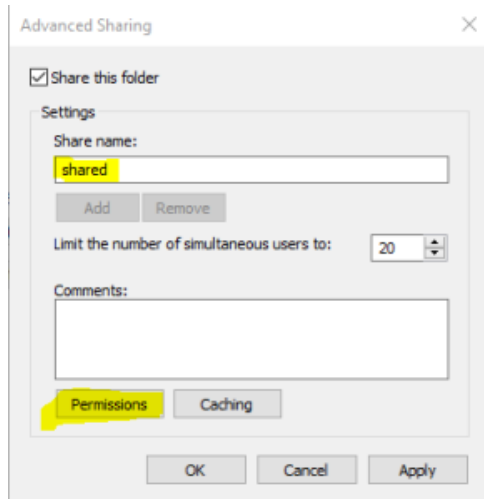 Advanced Sharing
Share this folder
Settings
Share name:
shared
Add Remove
Limit the number of simultaneous users to: 20
Comments:
Permissions Caching
OK Cancel Apply